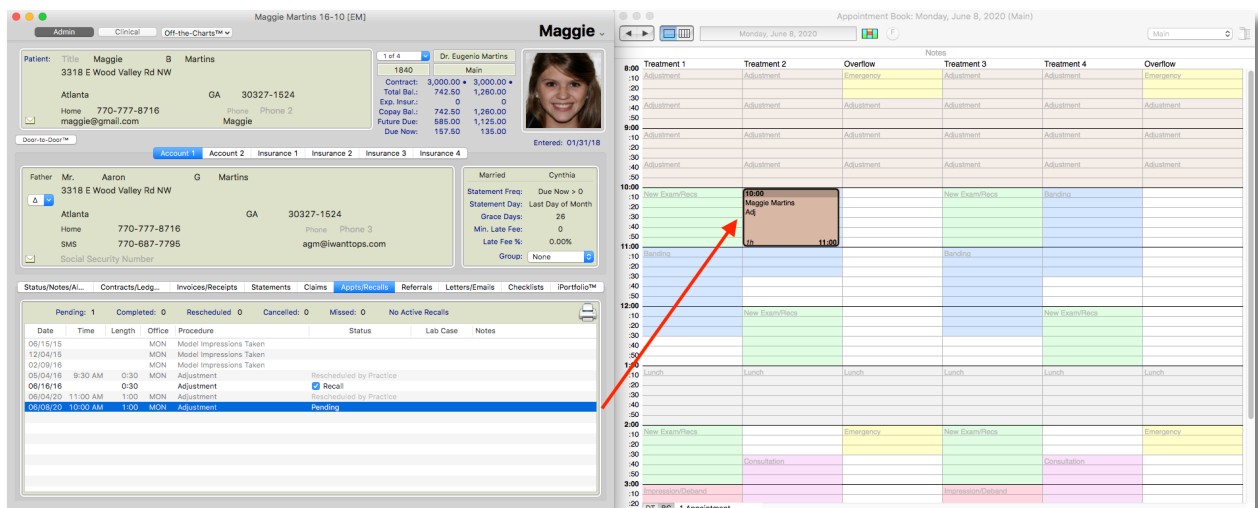 Maggie Martins 16-10 [EM]
Admin Clinical Off-the-Charts™ Maggie
Patient: Title Maggie B Martins
3318 E Wood Valley Rd NW
Atlanta GA 30327-1524
Home 770-777-8716 Phone Phone 2
maggie@gmail.com Maggie
1 of 4 Dr. Eugenio Martins
1840 Main
Contract: 3,000.00 • 3,000.00 •
Total Bal.: 742.50 1,260.00
Exp. Insur.: 0 0
Copay Bal.: 742.50 1,260.00
Future Due: 585.00 1,125.00
Due Now: 157.50 135.00
Entered: 01/31/18
Door-to-Door™
Account 1 Account 2 Insurance 1 Insurance 2 Insurance 3 Insurance 4
Father Mr. Aaron G Martins
3318 E Wood Valley Rd NW
Δ
Atlanta GA 30327-1524
Home 770-777-8716 Phone Phone 3
SMS 770-687-7795 agm@iwanttops.com
Social Security Number
Married Cynthia
Statement Freq: Due Now > 0
Statement Day: Last Day of Month
Grace Days: 26
Min. Late Fee: 0
Late Fee %: 0.00%
Group: None
Status/Notes/Al... Contracts/Ledg... Invoices/Receipts Statements Claims Appts/Recalls Referrals Letters/Emails Checklists iPortfolio™
Pending: 1 Completed: 0 Rescheduled 0 Cancelled: 0 Missed: 0 No Active Recalls
Date Time Length Office Procedure Status Lab Case Notes
06/15/15 MON Model Impressions Taken
12/04/15 MON Model Impressions Taken
02/09/16 MON Model Impressions Taken
05/04/16 9:30 AM 0:30 MON Adjustment Rescheduled by Practice
06/16/16 0:30 Adjustment Recall
06/04/20 11:00 AM 1:00 MON Adjustment Rescheduled by Practice
06/08/20 10:00 AM 1:00 MON Adjustment Pending
Appointment Book: Monday, June 8, 2020 (Main)
Monday, June 8, 2020 F Main
Notes
Treatment 1 Treatment 2 Overflow Treatment 3 Treatment 4 Overflow
8:00
:10 Adjustment Adjustment Emergency Adjustment Adjustment Emergency
:20
:30
:40 Adjustment Adjustment Adjustment Adjustment Adjustment Adjustment
:50
9:00
:10 Adjustment Adjustment Adjustment Adjustment Adjustment Adjustment
:20
:30
:40 Adjustment Adjustment Adjustment Adjustment Adjustment Adjustment
:50
10:00 10:00
:10 New Exam/Recs Maggie Martins New Exam/Recs Banding
:20 Adj
:30
:40
:50 1h 11:00
11:00
:10 Banding Banding
:20
:30
:40
:50
12:00
:10 New Exam/Recs New Exam/Recs
:20
:30
:40
:50
1:00
:10 Lunch Lunch Lunch Lunch Lunch Lunch
:20
:30
:40
:50
2:00
:10 New Exam/Recs Emergency New Exam/Recs Emergency
:20
:30
:40 Consultation Consultation
:50
3:00
:10 Impression/Deband Impression/Deband
:20 DT BC 1 Appointment